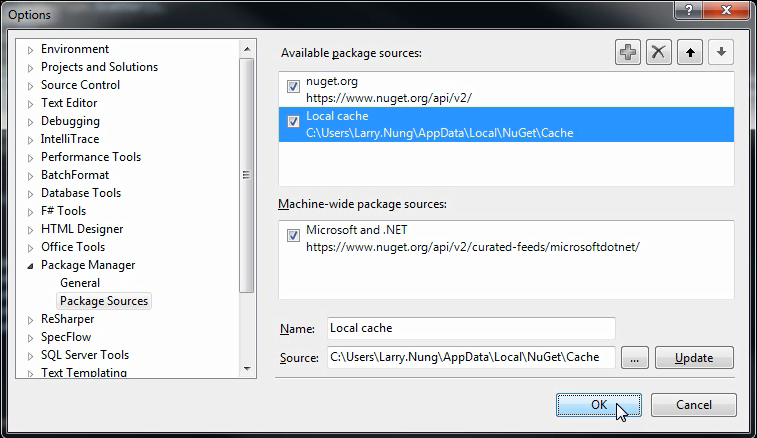 Options
Environment
Projects and Solutions
Source Control
Text Editor
Debugging
IntelliTrace
Performance Tools
BatchFormat
Database Tools
F# Tools
HTML Designer
Office Tools
Package Manager
General
Package Sources
ReSharper
SpecFlow
SQL Server Tools
Text Templating
Available package sources:
nuget.org
https://www.nuget.org/api/v2/
Local cache
C:\Users\Larry.Nung\AppData\Local\NuGet\Cache
Machine-wide package sources:
Microsoft and .NET
https://www.nuget.org/api/v2/curated-feeds/microsoftdotnet/
Name: Local cache
Source: C:\Users\Larry.Nung\AppData\Local\NuGet\Cache ... Update
OK Cancel